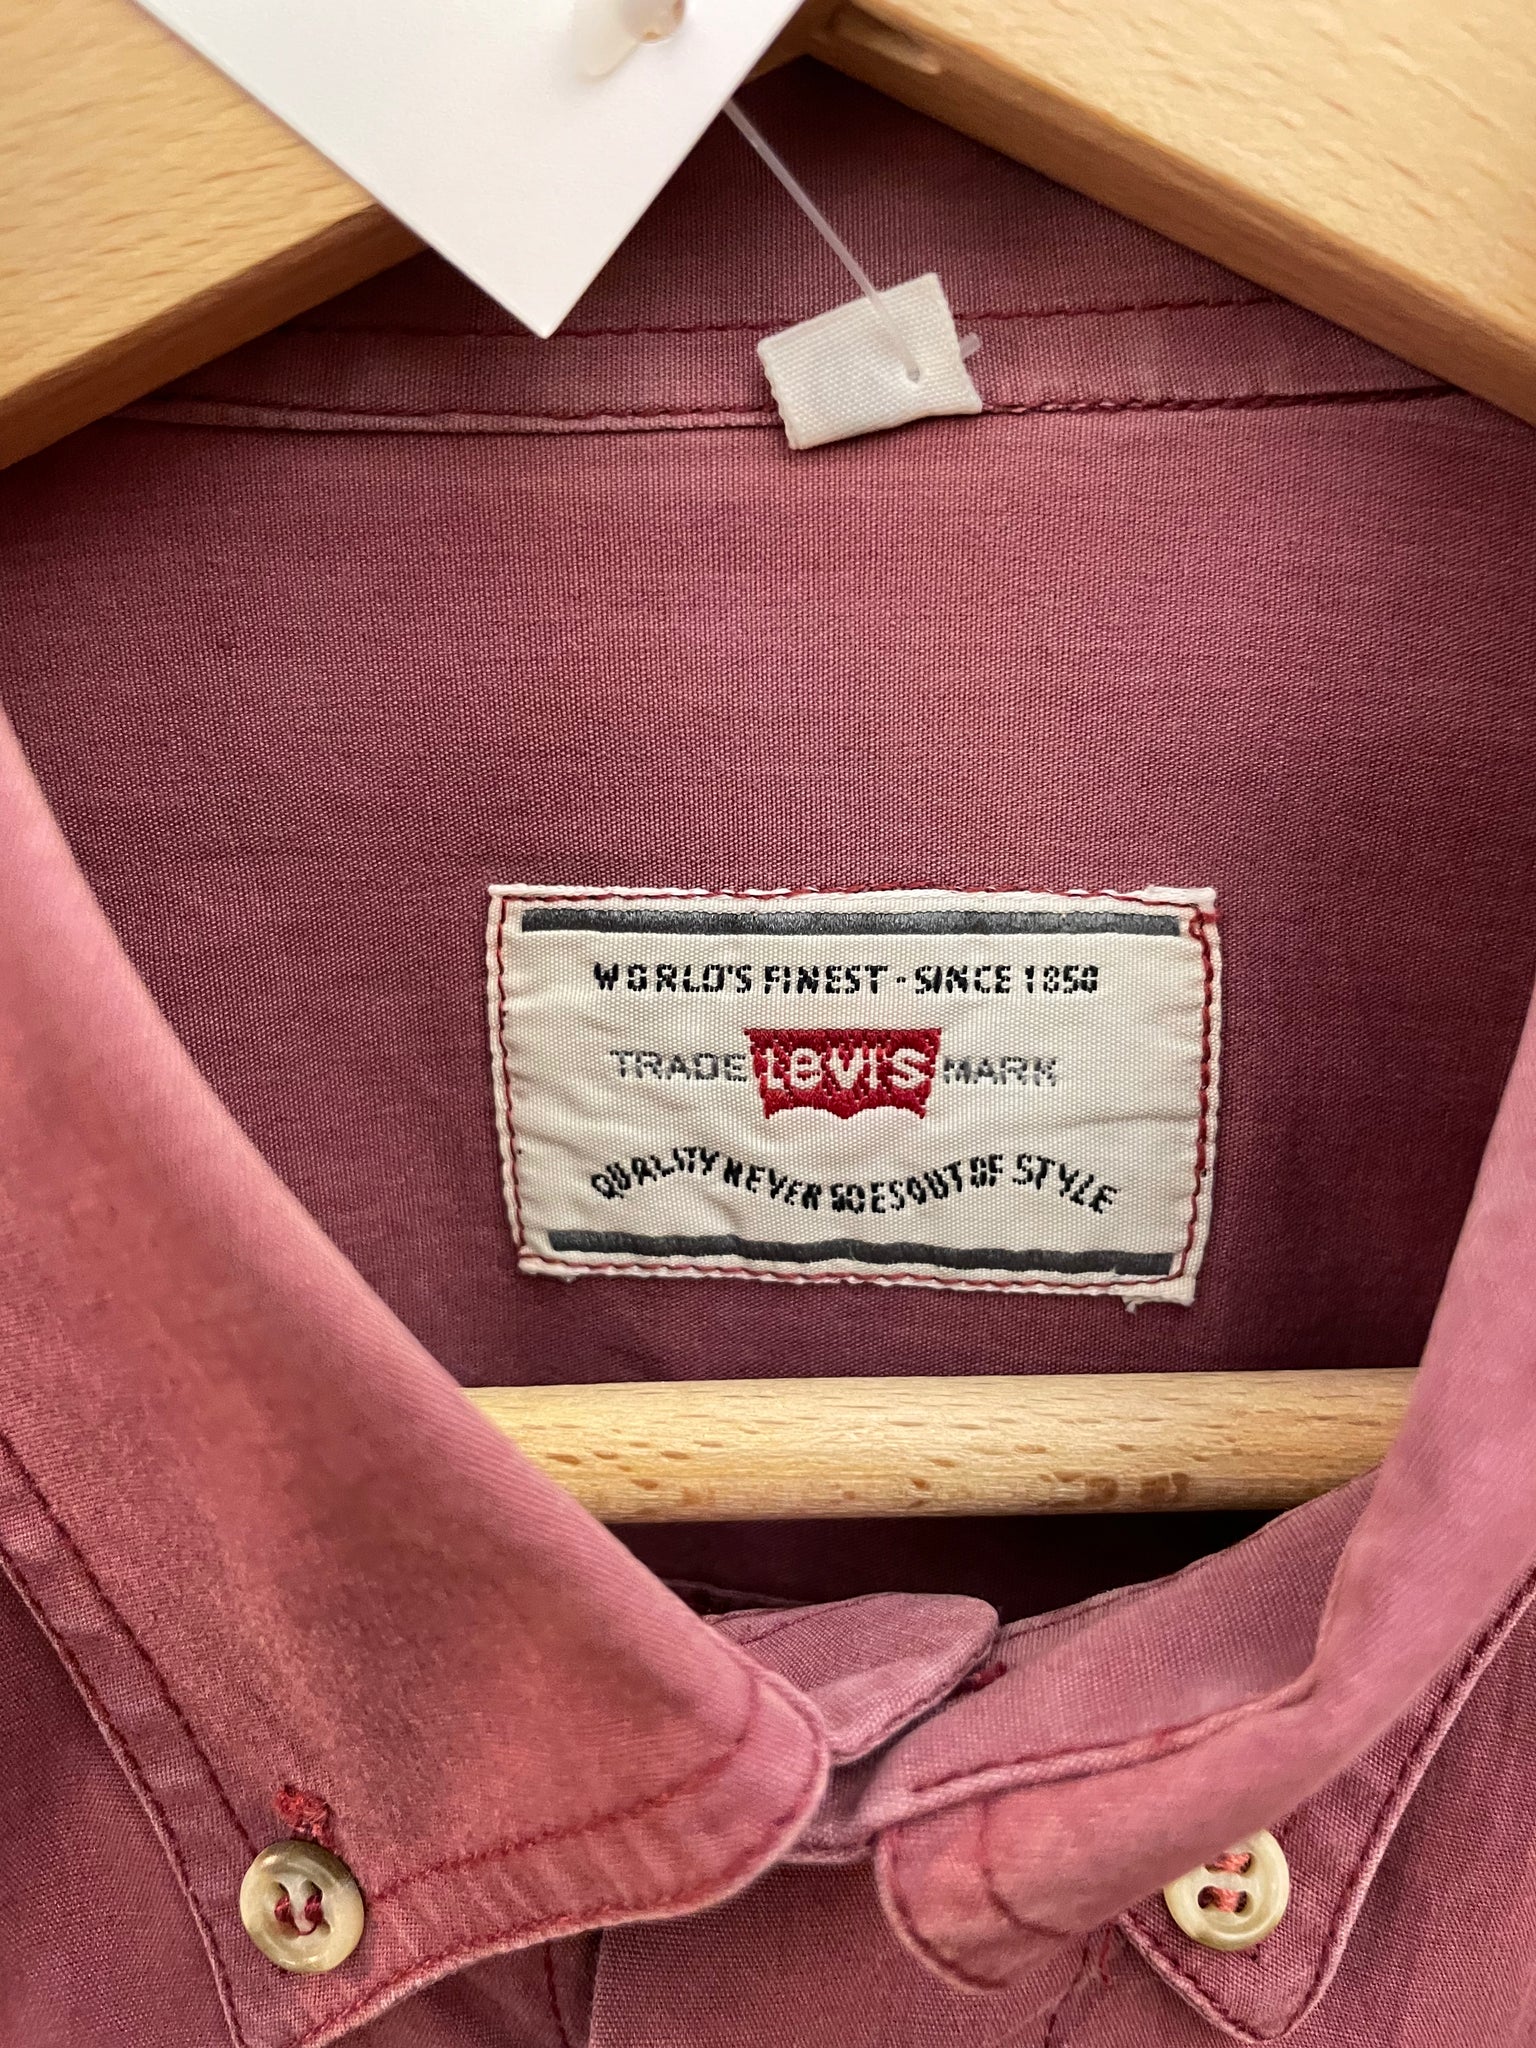 WORLD'S FINEST - SINCE 1850
TRADE Levi's MARK
QUALITY NEVER GOES OUT OF STYLE